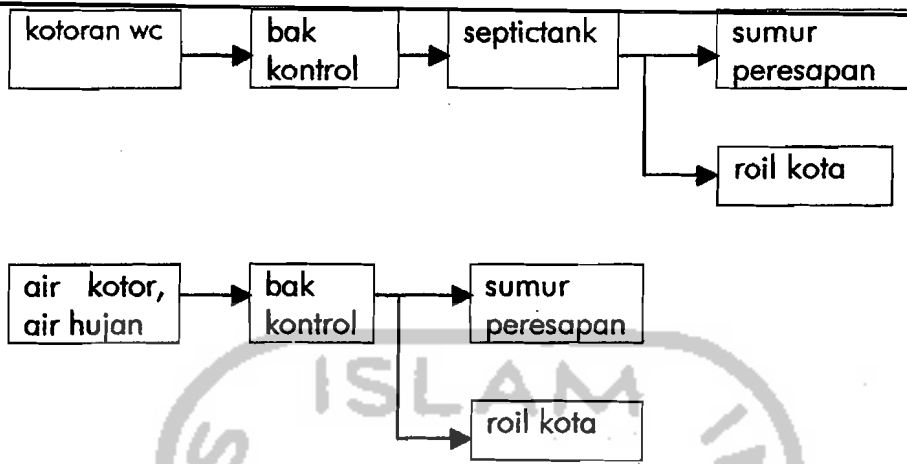 kotoran wc
bak
kontrol
septictank
sumur
peresapan
roil kota
air kotor,
air hujan
bak
kontrol
sumur
peresapan
roil kota
ISLAM